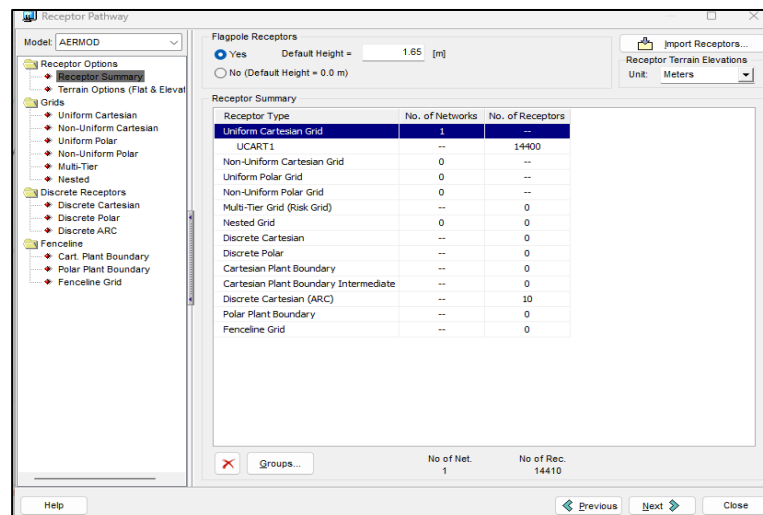 Receptor Pathway
Model: AERMOD
Receptor Options
Receptor Summary
Terrain Options (Flat & Elevat
Grids
Uniform Cartesian
Non-Uniform Cartesian
Uniform Polar
Non-Uniform Polar
Multi-Tier
Nested
Discrete Receptors
Discrete Cartesian
Discrete Polar
Discrete ARC
Fenceline
Cart. Plant Boundary
Polar Plant Boundary
Fenceline Grid
Flagpole Receptors
Yes Default Height = 1.65 [m]
No (Default Height = 0.0 m)
Import Receptors...
Receptor Terrain Elevations
Unit: Meters
Receptor Summary
Receptor Type No. of Networks No. of Receptors
Uniform Cartesian Grid 1 --
UCART1 -- 14400
Non-Uniform Cartesian Grid 0 --
Uniform Polar Grid 0 --
Non-Uniform Polar Grid 0 --
Multi-Tier Grid (Risk Grid) -- 0
Nested Grid 0 0
Discrete Cartesian -- 0
Discrete Polar -- 0
Cartesian Plant Boundary -- 0
Cartesian Plant Boundary Intermediate -- 0
Discrete Cartesian (ARC) -- 10
Polar Plant Boundary -- 0
Fenceline Grid -- 0
Groups...
No of Net. No of Rec.
1 14410
Help
Previous
Next
Close